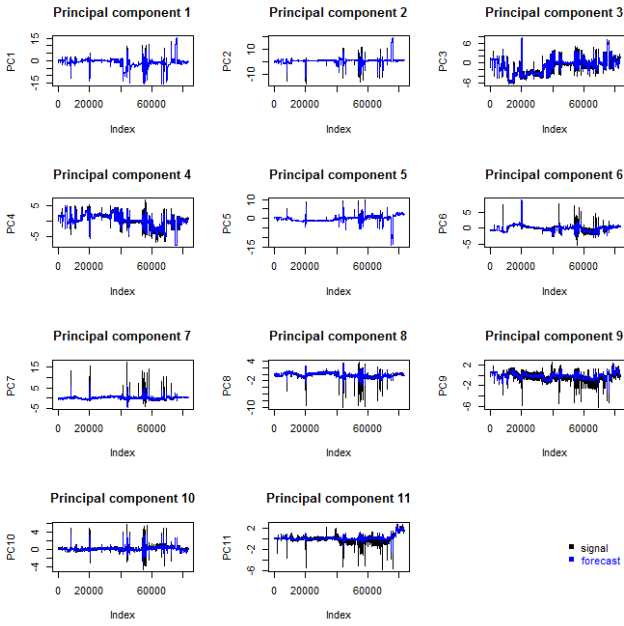 Principal component 1
Principal component 2
Principal component 3
PC1
-15
0
5
15
0 20000 60000
Index
PC2
-10
0
10
0 20000 60000
Index
PC3
-6
0
4
0 20000 60000
Index
Principal component 4
Principal component 5
Principal component 6
PC4
-5
0
5
0 20000 60000
Index
PC5
-15
0
5
10
0 20000 60000
Index
PC6
-5
0
5
0 20000 60000
Index
Principal component 7
Principal component 8
Principal component 9
PC7
-5
5
15
0 20000 60000
Index
PC8
-10
-2
4
0 20000 60000
Index
PC9
-6
-2
2
0 20000 60000
Index
Principal component 10
Principal component 11
PC10
-4
0
4
0 20000 60000
Index
PC11
-6
-2
2
0 20000 60000
Index
signal
forecast